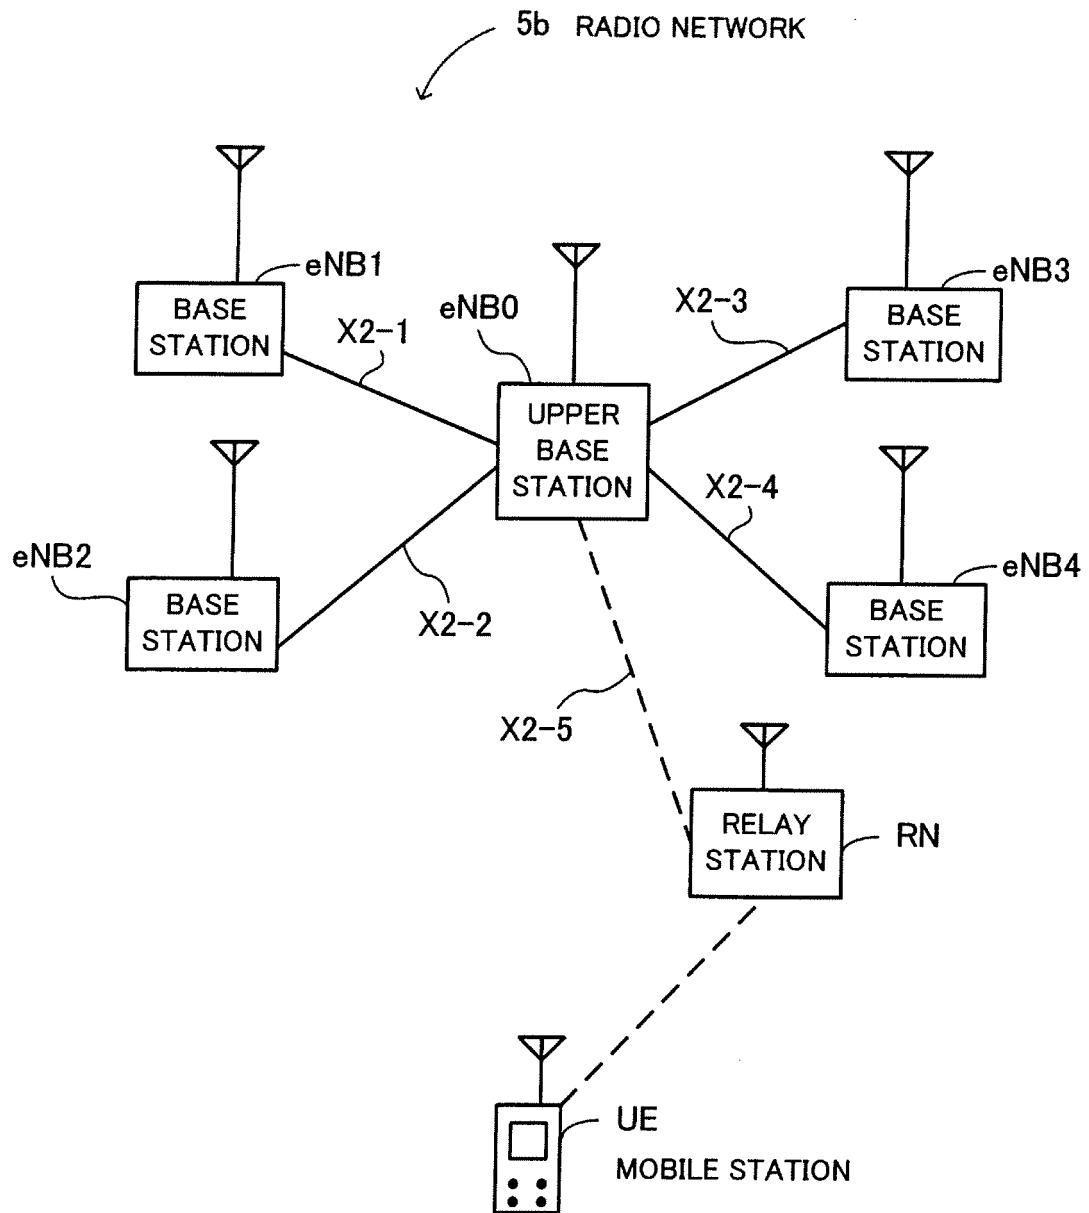 5b RADIO NETWORK
eNB1
BASE
STATION
X2-1
eNB0
UPPER
BASE
STATION
X2-3
eNB3
BASE
STATION
eNB2
BASE
STATION
X2-2
X2-4
eNB4
BASE
STATION
X2-5
RELAY
STATION
RN
UE
MOBILE STATION